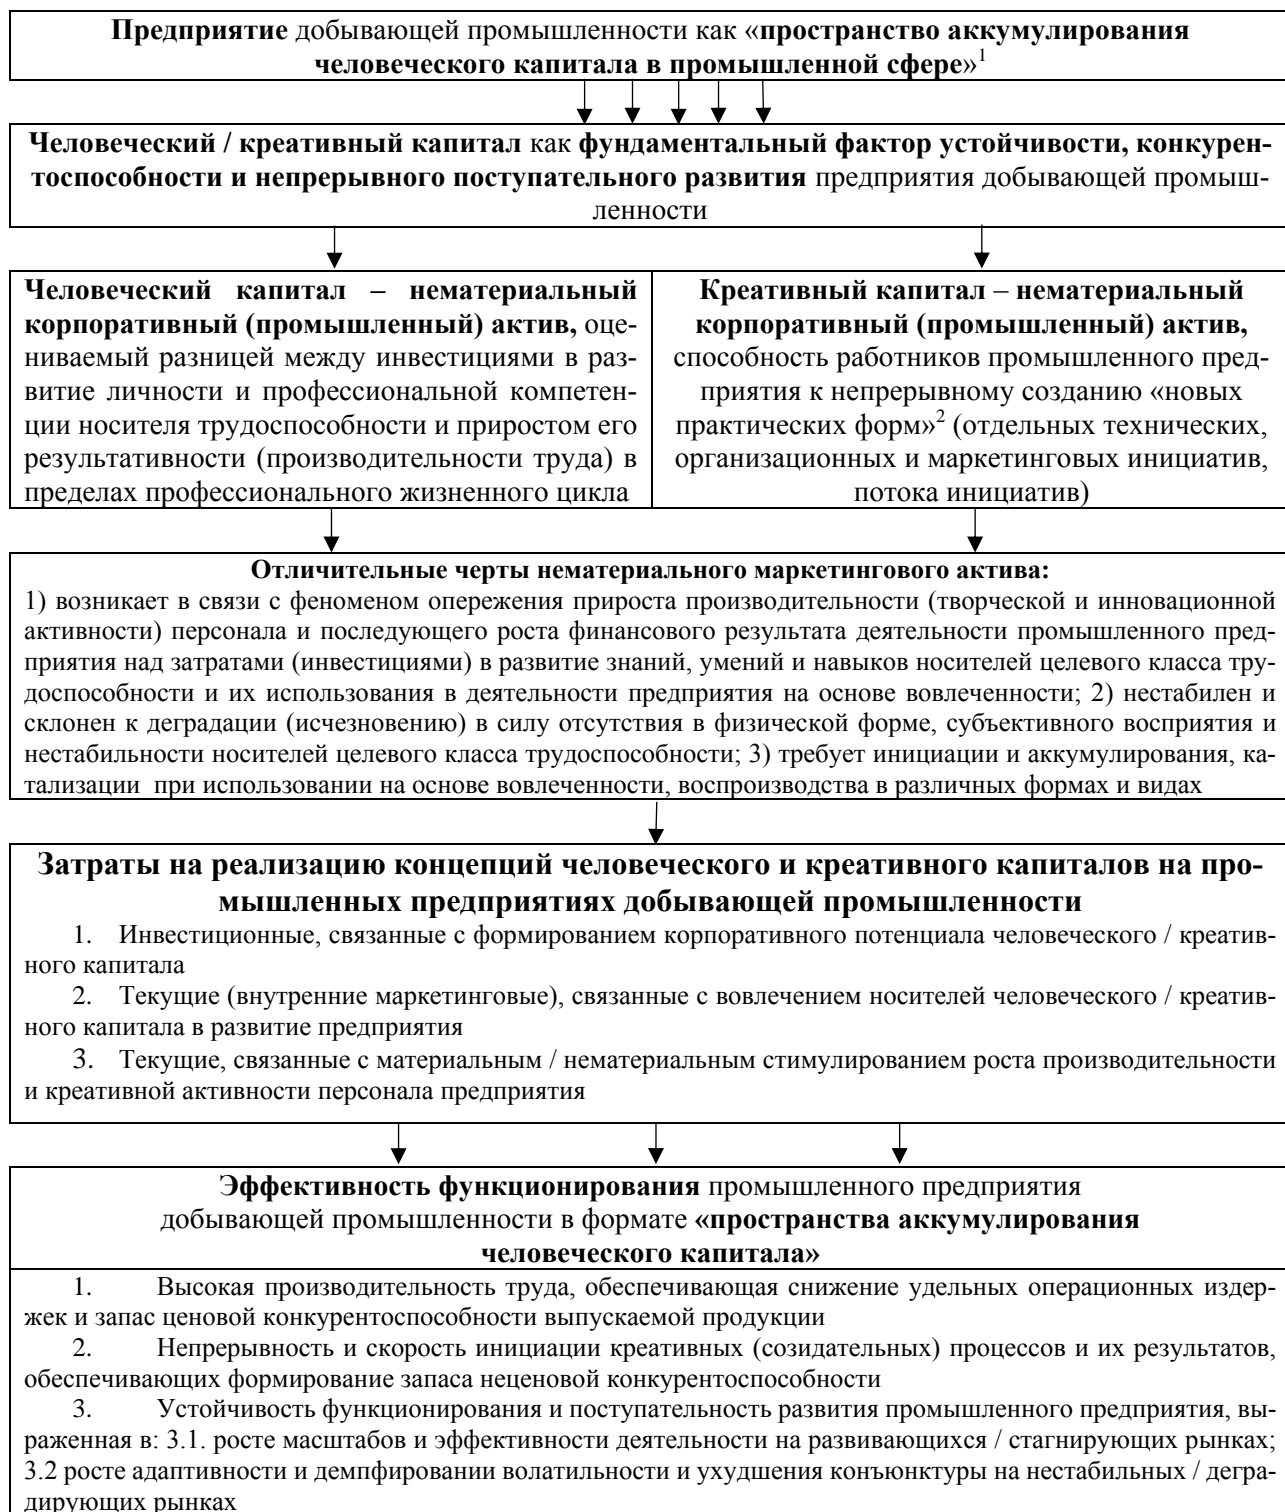 Предприятие добывающей промышленности как «пространство аккумулирования
человеческого капитала в промышленной сфере»1
Человеческий / креативный капитал как фундаментальный фактор устойчивости, конкурен-
тоспособности и непрерывного поступательного развития предприятия добывающей промыш-
ленности
Человеческий капитал – нематериальный
корпоративный (промышленный) актив, оце-
ниваемый разницей между инвестициями в раз-
витие личности и профессиональной компетен-
ции носителя трудоспособности и приростом его
результативности (производительности труда) в
пределах профессионального жизненного цикла
Креативный капитал – нематериальный
корпоративный (промышленный) актив,
способность работников промышленного пред-
приятия к непрерывному созданию «новых
практических форм»2 (отдельных технических,
организационных и маркетинговых инициатив,
потока инициатив)
Отличительные черты нематериального маркетингового актива:
1) возникает в связи с феноменом опережения прироста производительности (творческой и инновационной
активности) персонала и последующего роста финансового результата деятельности промышленного пред-
приятия над затратами (инвестициями) в развитие знаний, умений и навыков носителей целевого класса тру-
доспособности и их использования в деятельности предприятия на основе вовлеченности; 2) нестабилен и
склонен к деградации (исчезновению) в силу отсутствия в физической форме, субъективного восприятия и
нестабильности носителей целевого класса трудоспособности; 3) требует инициации и аккумулирования, ка-
тализации при использовании на основе вовлеченности, воспроизводства в различных формах и видах
Затраты на реализацию концепций человеческого и креативного капиталов на про-
мышленных предприятиях добывающей промышленности
1. Инвестиционные, связанные с формированием корпоративного потенциала человеческого / креатив-
ного капитала
2. Текущие (внутренние маркетинговые), связанные с вовлечением носителей человеческого / креатив-
ного капитала в развитие предприятия
3. Текущие, связанные с материальным / нематериальным стимулированием роста производительности
и креативной активности персонала предприятия
Эффективность функционирования промышленного предприятия
добывающей промышленности в формате «пространства аккумулирования
человеческого капитала»
1. Высокая производительность труда, обеспечивающая снижение удельных операционных издер-
жек и запас ценовой конкурентоспособности выпускаемой продукции
2. Непрерывность и скорость инициации креативных (созидательных) процессов и их результатов,
обеспечивающих формирование запаса неценовой конкурентоспособности
3. Устойчивость функционирования и поступательность развития промышленного предприятия, вы-
раженная в: 3.1. росте масштабов и эффективности деятельности на развивающихся / стагнирующих рынках;
3.2 росте адаптивности и демпфировании волатильности и ухудшения конъюнктуры на нестабильных / дегра-
дирующих рынках